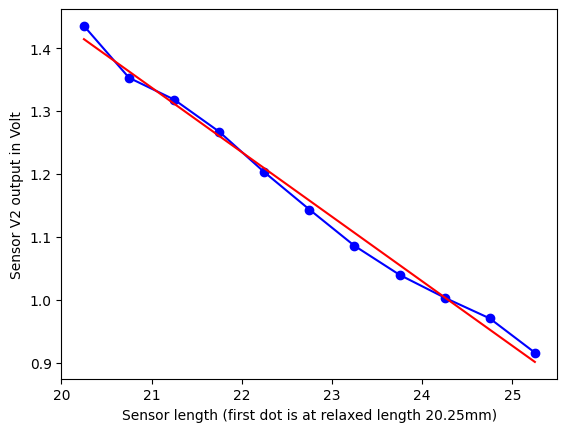 1.4
1.3
1.2
1.1
1.0
0.9
Sensor V2 output in Volt
20 21 22 23 24 25
Sensor length (first dot is at relaxed length 20.25mm)